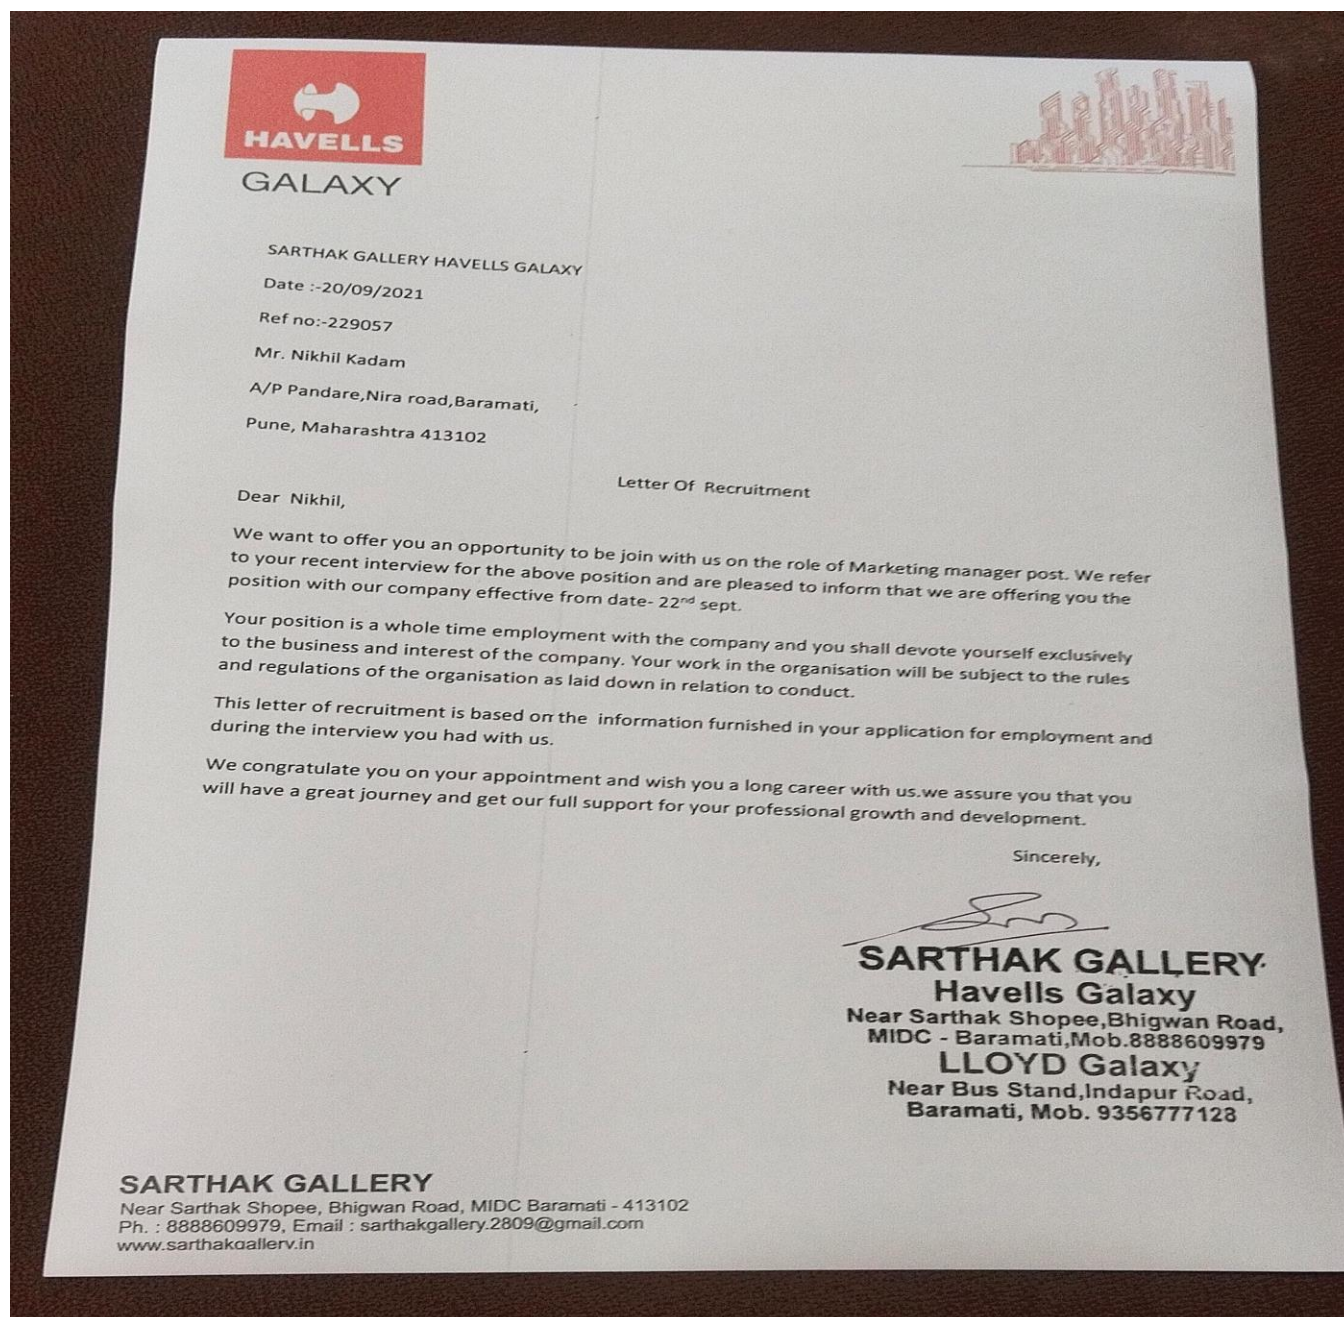 HAVELLS
GALAXY
SARTHAK GALLERY HAVELLS GALAXY
Date :-20/09/2021
Ref no:-229057
Mr. Nikhil Kadam
A/P Pandare,Nira road,Baramati,
Pune, Maharashtra 413102
Letter Of Recruitment
Dear Nikhil,
We want to offer you an opportunity to be join with us on the role of Marketing manager post. We refer
to your recent interview for the above position and are pleased to inform that we are offering you the
position with our company effective from date- 22nd sept.
Your position is a whole time employment with the company and you shall devote yourself exclusively
to the business and interest of the company. Your work in the organisation will be subject to the rules
and regulations of the organisation as laid down in relation to conduct.
This letter of recruitment is based on the information furnished in your application for employment and
during the interview you had with us.
We congratulate you on your appointment and wish you a long career with us.we assure you that you
will have a great journey and get our full support for your professional growth and development.
Sincerely,
SARTHAK GALLERY
Havells Galaxy
Near Sarthak Shopee,Bhigwan Road,
MIDC - Baramati,Mob.8888609979
LLOYD Galaxy
Near Bus Stand,Indapur Road,
Baramati, Mob. 9356777128
SARTHAK GALLERY
Near Sarthak Shopee, Bhigwan Road, MIDC Baramati - 413102
Ph. : 8888609979, Email : sarthakgallery.2809@gmail.com
www.sarthakgallery.in